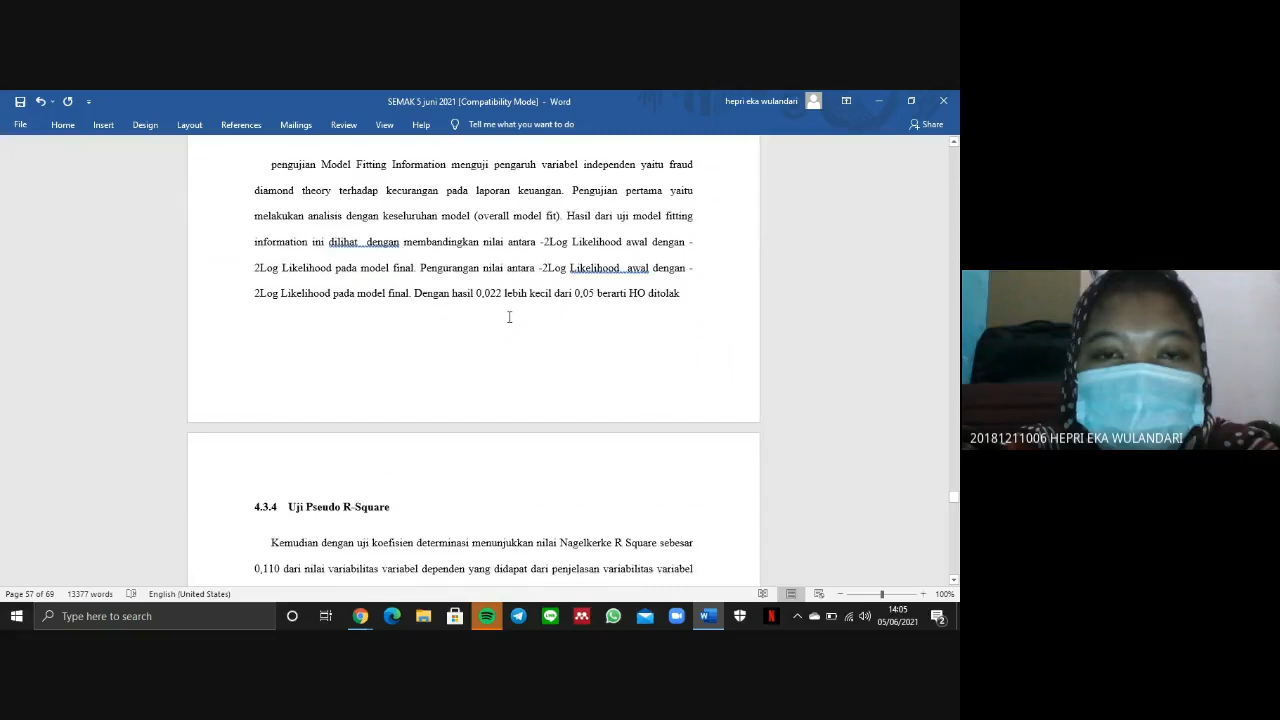 SEMAK 5 juni 2021 [Compatibility Mode] - Word
hepri eka wulandari
File Home Insert Design Layout References Mailings Review View Help Tell me what you want to do Share
pengujian Model Fitting Information menguji pengaruh variabel independen yaitu fraud
diamond theory terhadap kecurangan pada laporan keuangan. Pengujian pertama yaitu
melakukan analisis dengan keseluruhan model (overall model fit). Hasil dari uji model fitting
information ini dilihat dengan membandingkan nilai antara -2Log Likelihood awal dengan -
2Log Likelihood pada model final. Pengurangan nilai antara -2Log Likelihood awal dengan -
2Log Likelihood pada model final. Dengan hasil 0,022 lebih kecil dari 0,05 berarti HO ditolak
20181211006 HEPRI EKA WULANDARI
4.3.4 Uji Pseudo R-Square
Kemudian dengan uji koefisien determinasi menunjukkan nilai Nagelkerke R Square sebesar
0,110 dari nilai variabilitas variabel dependen yang didapat dari penjelasan variabilitas variabel
Page 57 of 69 13377 words English (United States) 100%
Type here to search
14:05
05/06/2021
2